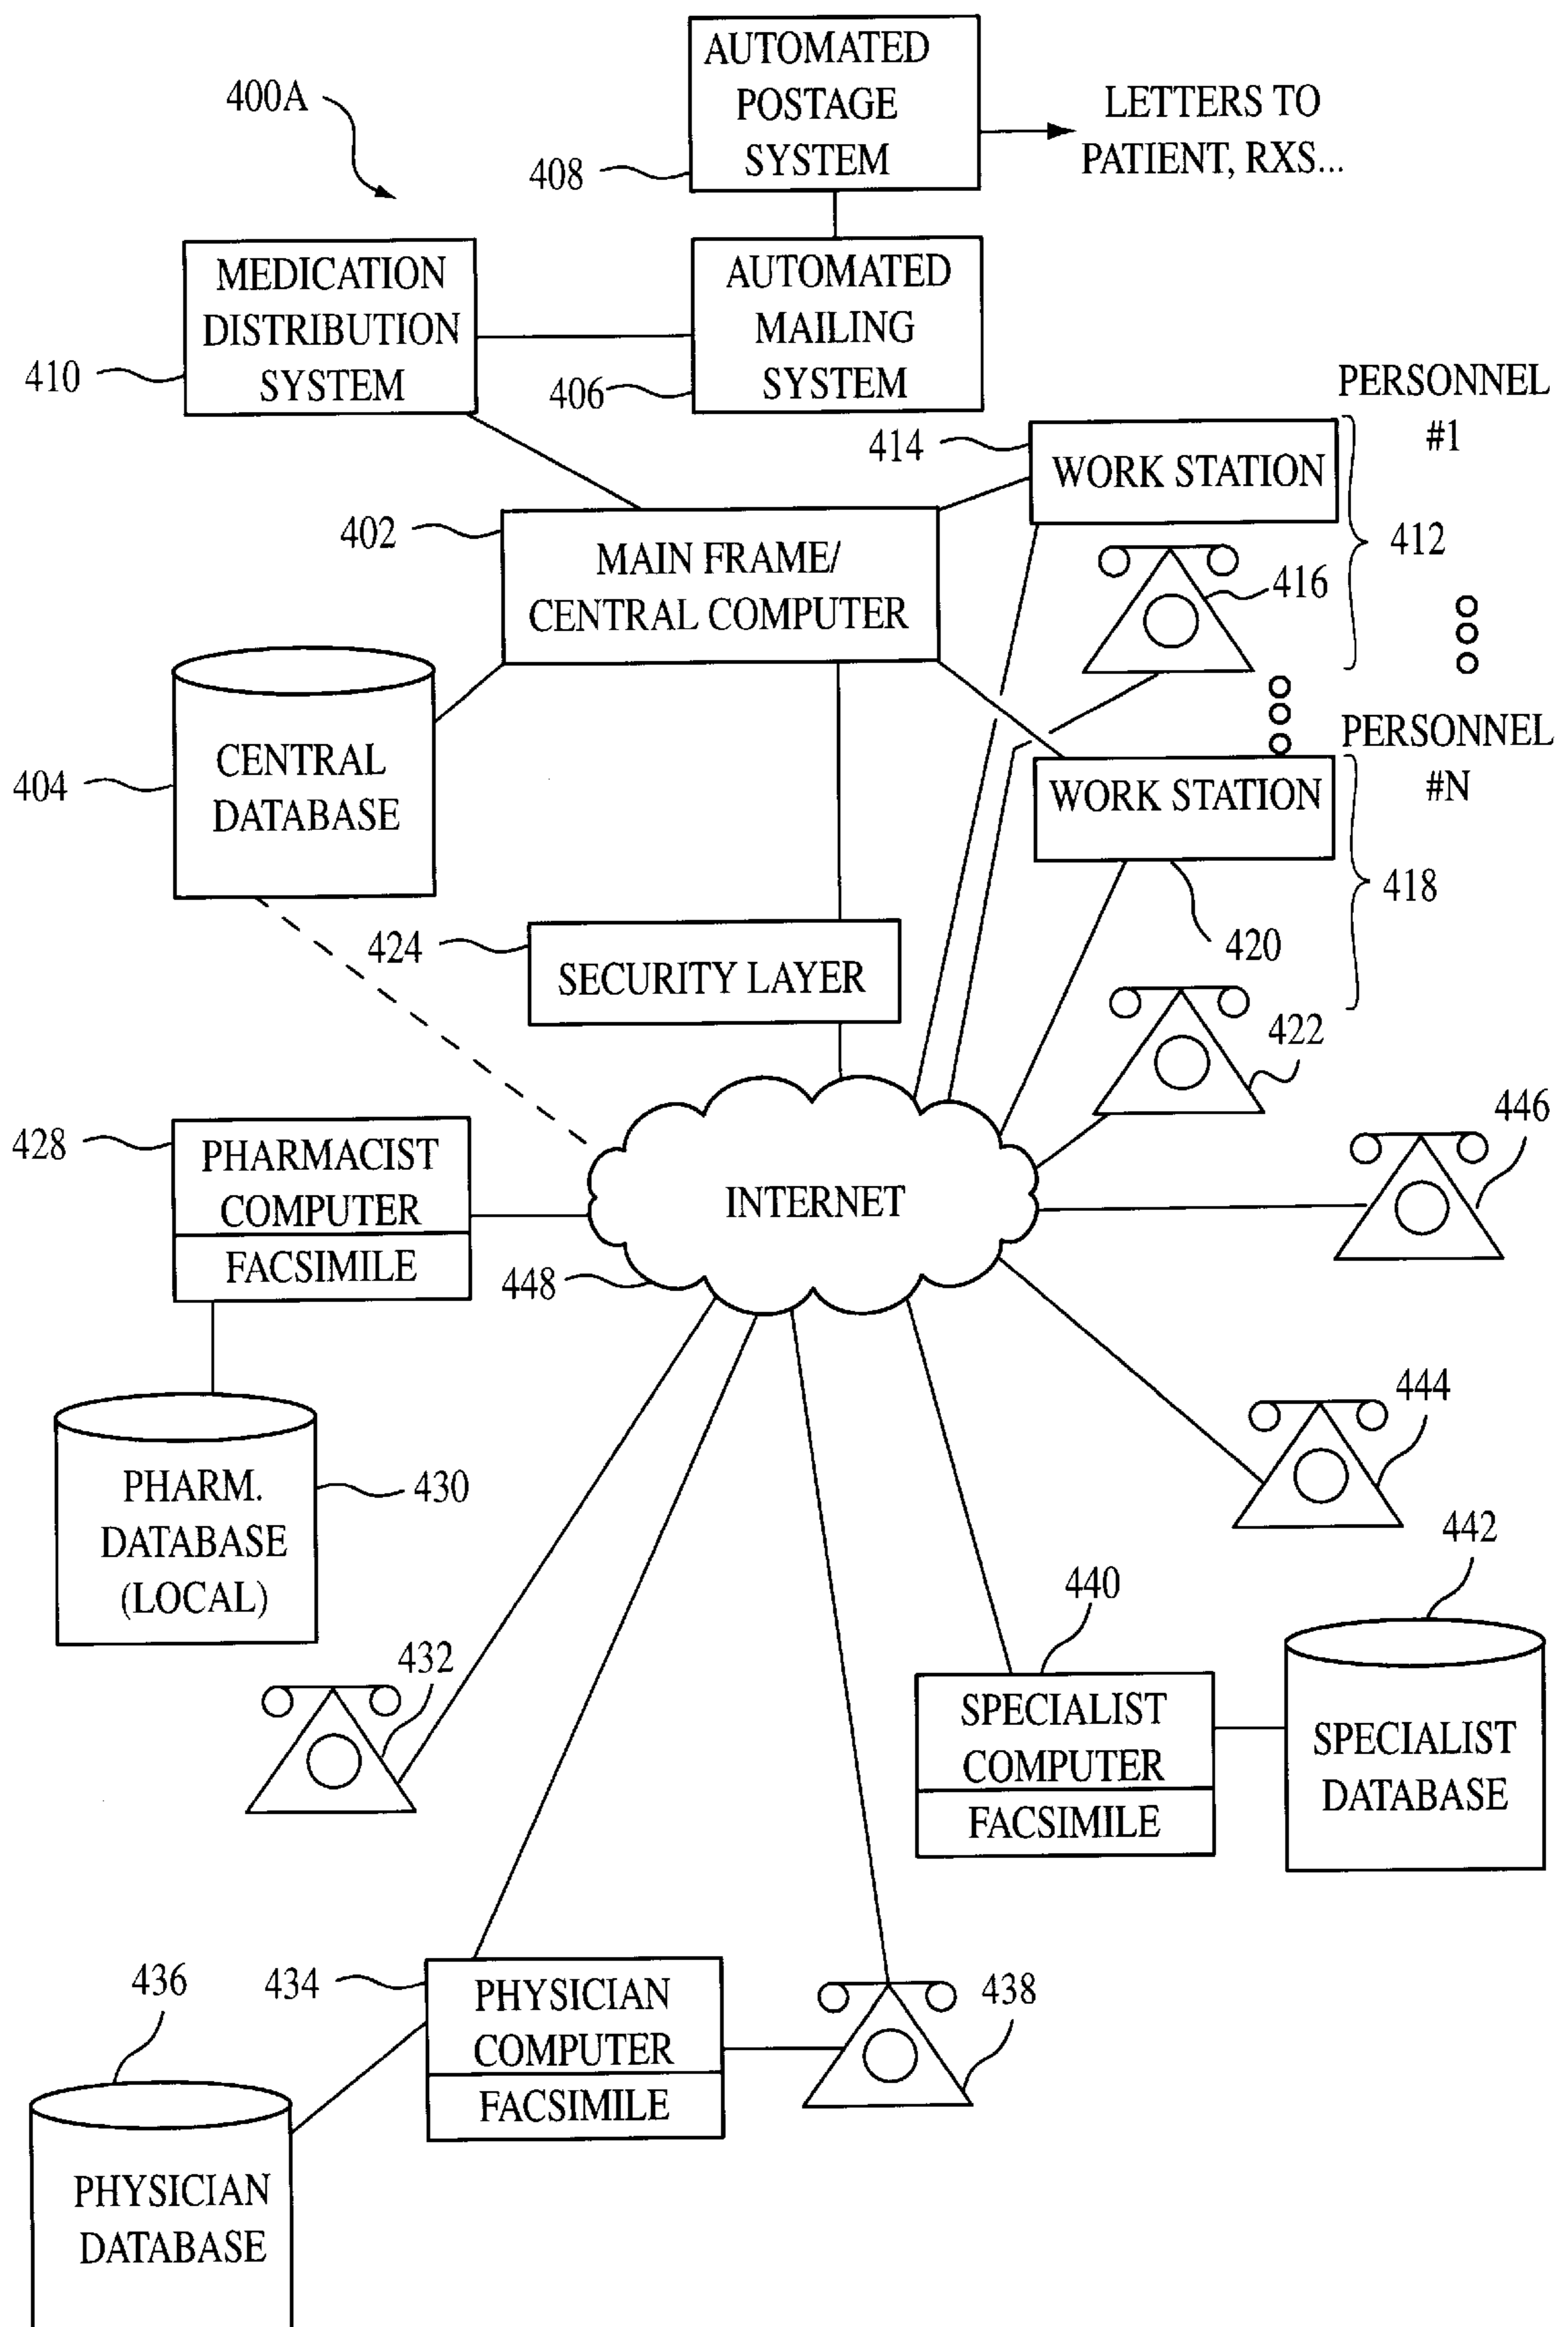 AUTOMATED
POSTAGE
SYSTEM
400A
LETTERS TO
PATIENT, RXS...
408
MEDICATION
DISTRIBUTION
SYSTEM
AUTOMATED
MAILING
SYSTEM
410
406
PERSONNEL
#1
414
WORK STATION
402
MAIN FRAME/
CENTRAL COMPUTER
412
416
PERSONNEL
#N
CENTRAL
DATABASE
404
WORK STATION
418
424
SECURITY LAYER
420
422
446
428
PHARMACIST
COMPUTER
FACSIMILE
INTERNET
448
444
PHARM.
DATABASE
(LOCAL)
430
442
440
432
SPECIALIST
COMPUTER
FACSIMILE
SPECIALIST
DATABASE
436
434
PHYSICIAN
COMPUTER
FACSIMILE
438
PHYSICIAN
DATABASE